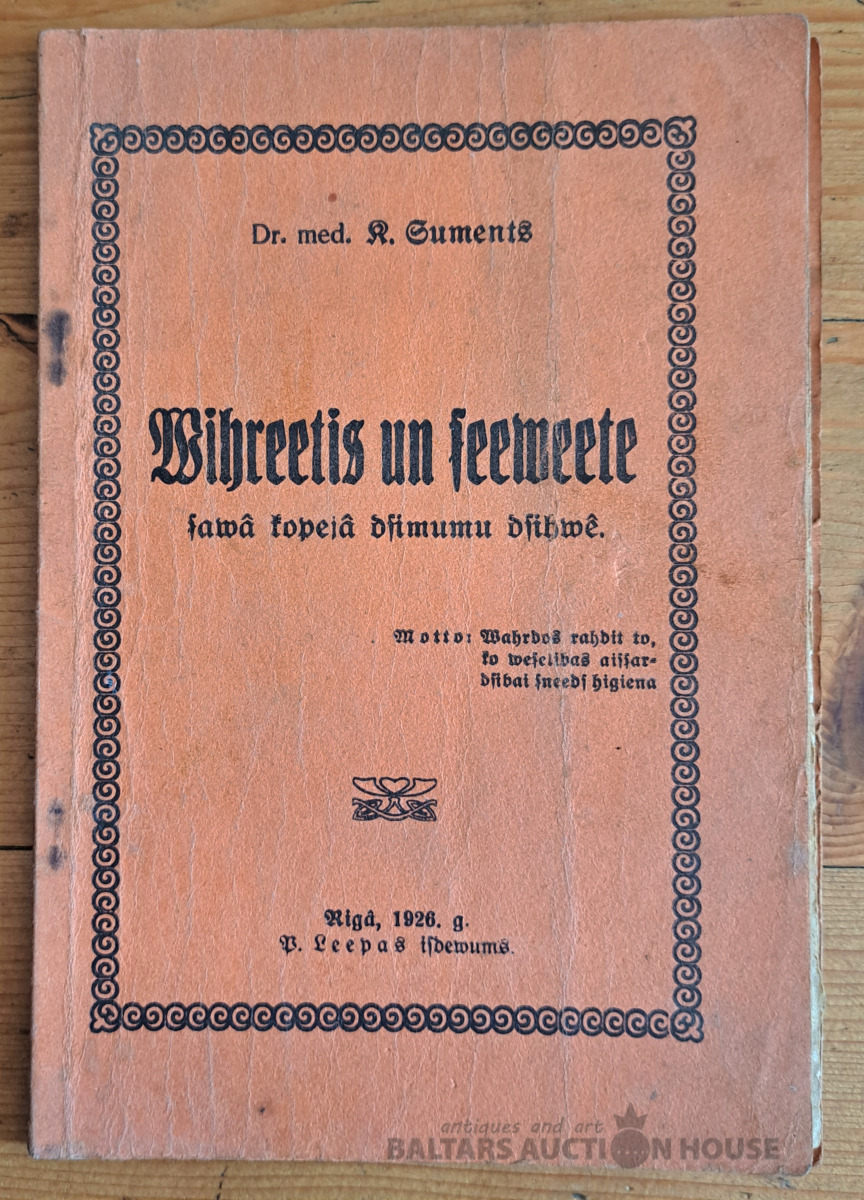 Dr. med. K. Suments
Wihreetis un ſeeweete
ſawâ kopejâ dſimumu dſihwê.
Motto: Wahrdos rahdit to,
ko weſelibas aiſſar-
dſibai ſneedſ higiena
Rigâ, 1926. g.
P. Leepas iſdewums.
antiques and art
BALTARS AUCTION HOUSE